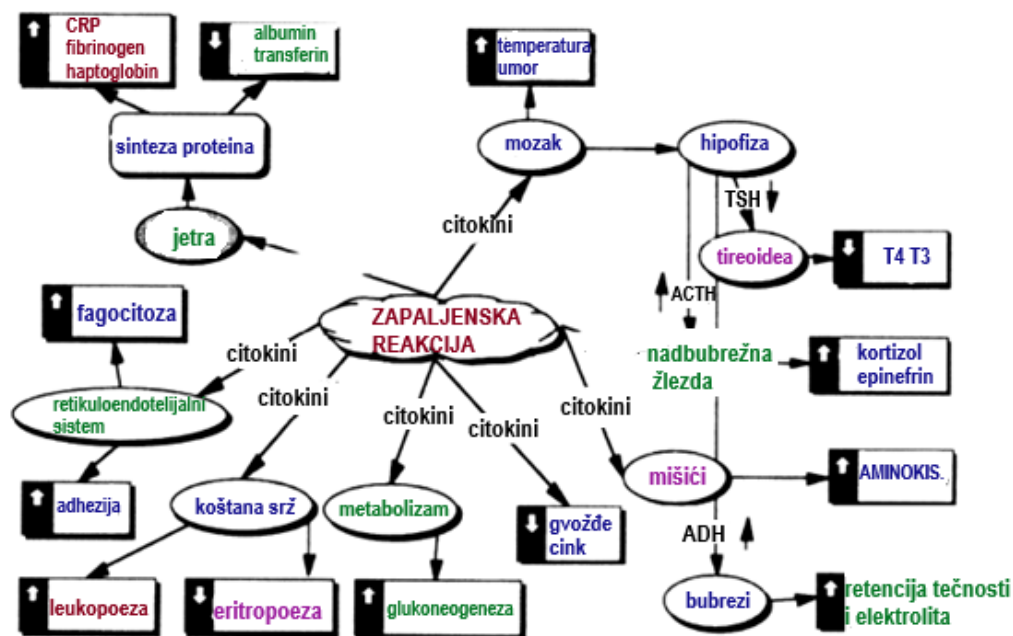 CRP
fibrinogen
haptoglobin
albumin
transferin
temperatura
umor
sinteza proteina
mozak
hipofiza
TSH
jetra
citokini
tireoidea
T4 T3
ACTH
fagocitoza
ZAPALJENSKA
REAKCIJA
citokini
nadbubrežna
žlezda
kortizol
epinefrin
retikuloendotelijalni
sistem
citokini
citokini
citokini
citokini
mišići
AMINOKIS.
adhezija
koštana srž
metabolizam
gvožđe
cink
ADH
leukopoeza
eritropoeza
glukoneogeneza
bubrezi
retencija tečnosti
i elektrolita